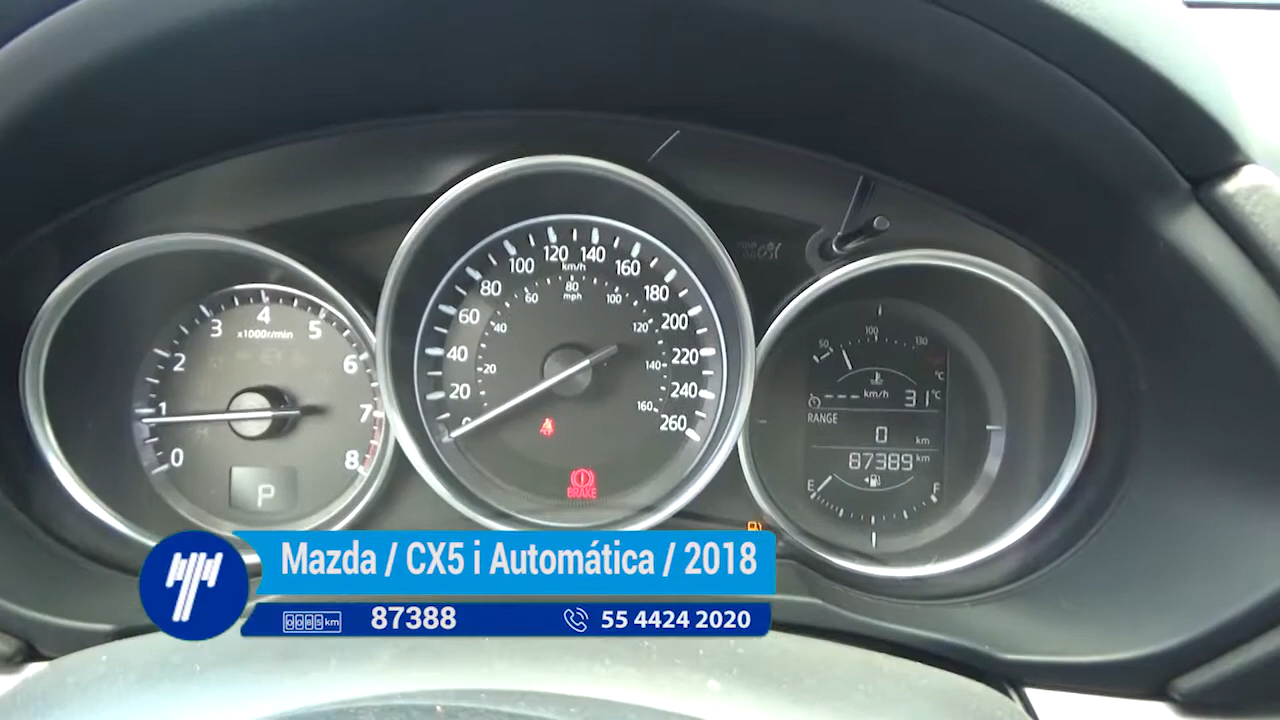 0 1 2 3 4 5 6 7 8
x1000r/min
P
0 20 40 60 80 100 120 140 160 180 200 220 240 260
km/h
20 40 60 80 100 120 140 160
mph
BRAKE
50 100 130
°C
--- km/h 31°C
RANGE
0 km
87389 km
E F
Mazda / CX5 i Automática / 2018
87388
55 4424 2020